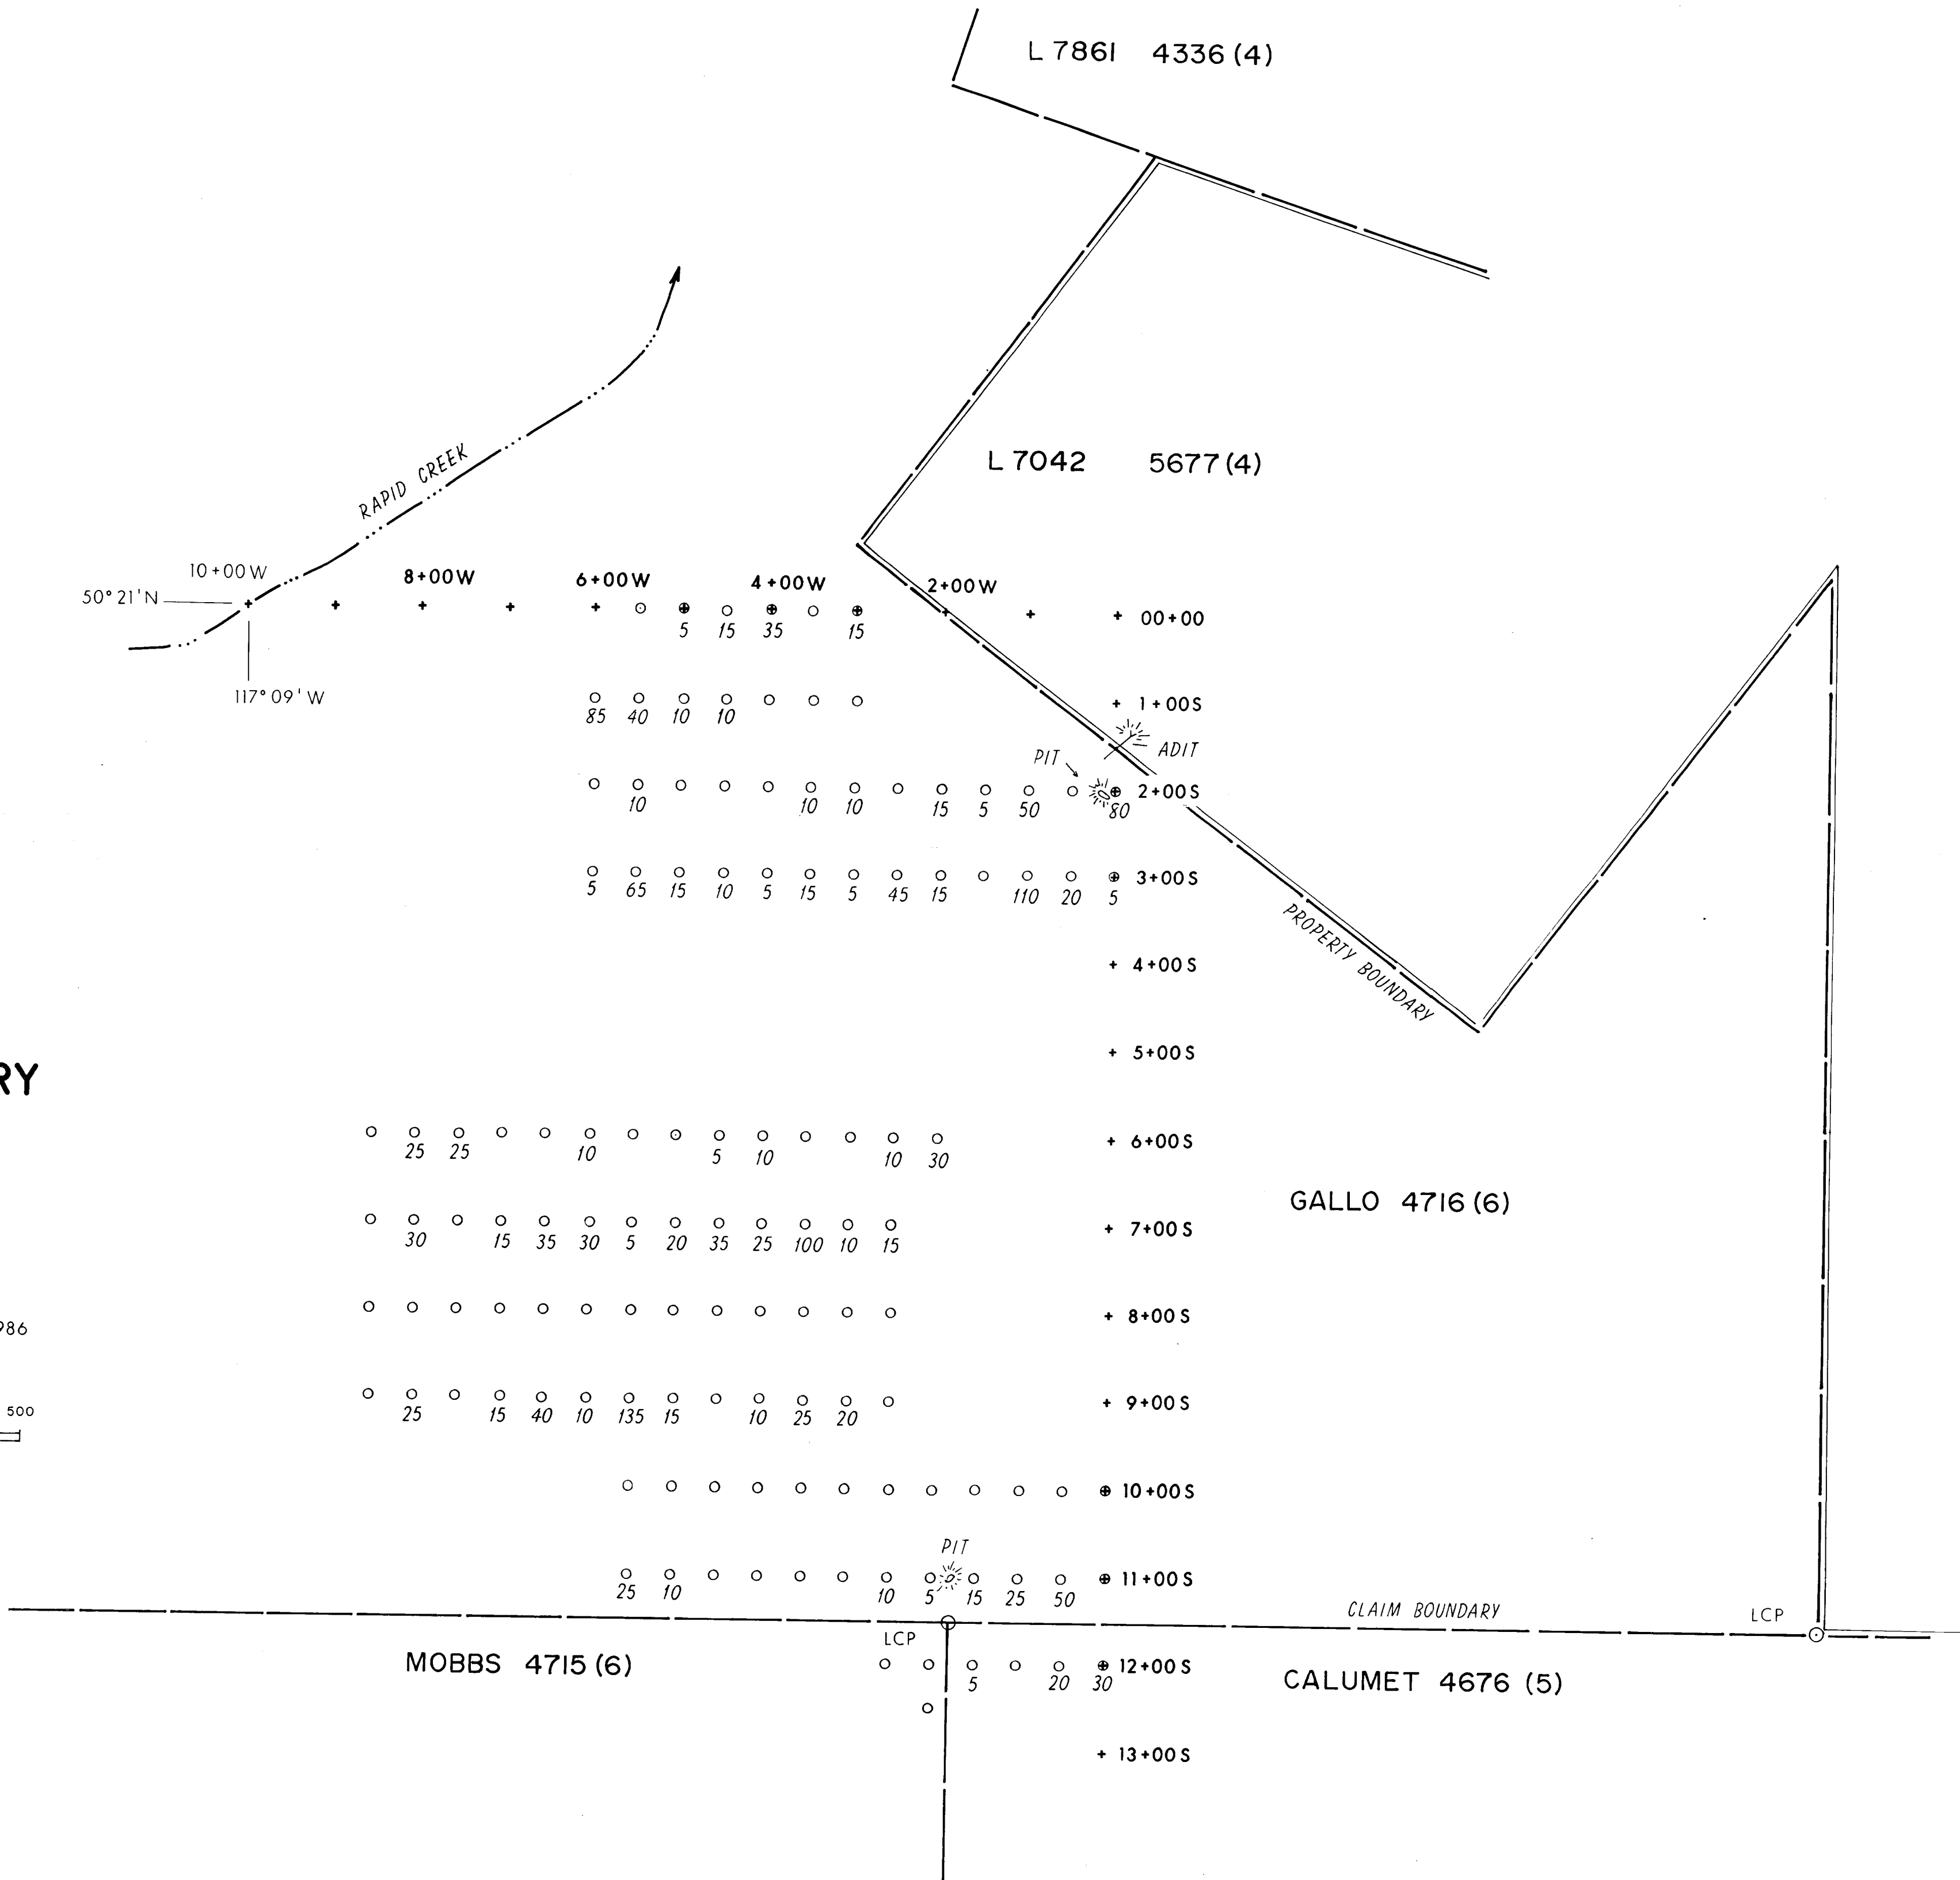 L 7861 4336 (4)
RAPID CREEK
L 7042 5677 (4)
10+00W
8+00W
6+00W
4+00W
2+00W
50° 21' N
00+00
5 15 35 15
117° 09' W
1+00S
85 40 10 10
ADIT
PIT
2+00S
10 10 10 15 5 50 80
3+00S
5 65 15 10 5 15 5 45 15 110 20 5
PROPERTY BOUNDARY
4+00S
5+00S
RY
6+00S
25 25 10 5 10 10 30
GALLO 4716 (6)
7+00S
30 15 35 30 5 20 35 25 100 10 15
8+00S
986
9+00S
500
25 15 40 10 135 15 10 25 20
10+00S
PIT
11+00S
25 10 10 5 15 25 50
CLAIM BOUNDARY
LCP
LCP
MOBBS 4715 (6)
12+00S
5 20 30
CALUMET 4676 (5)
13+00S